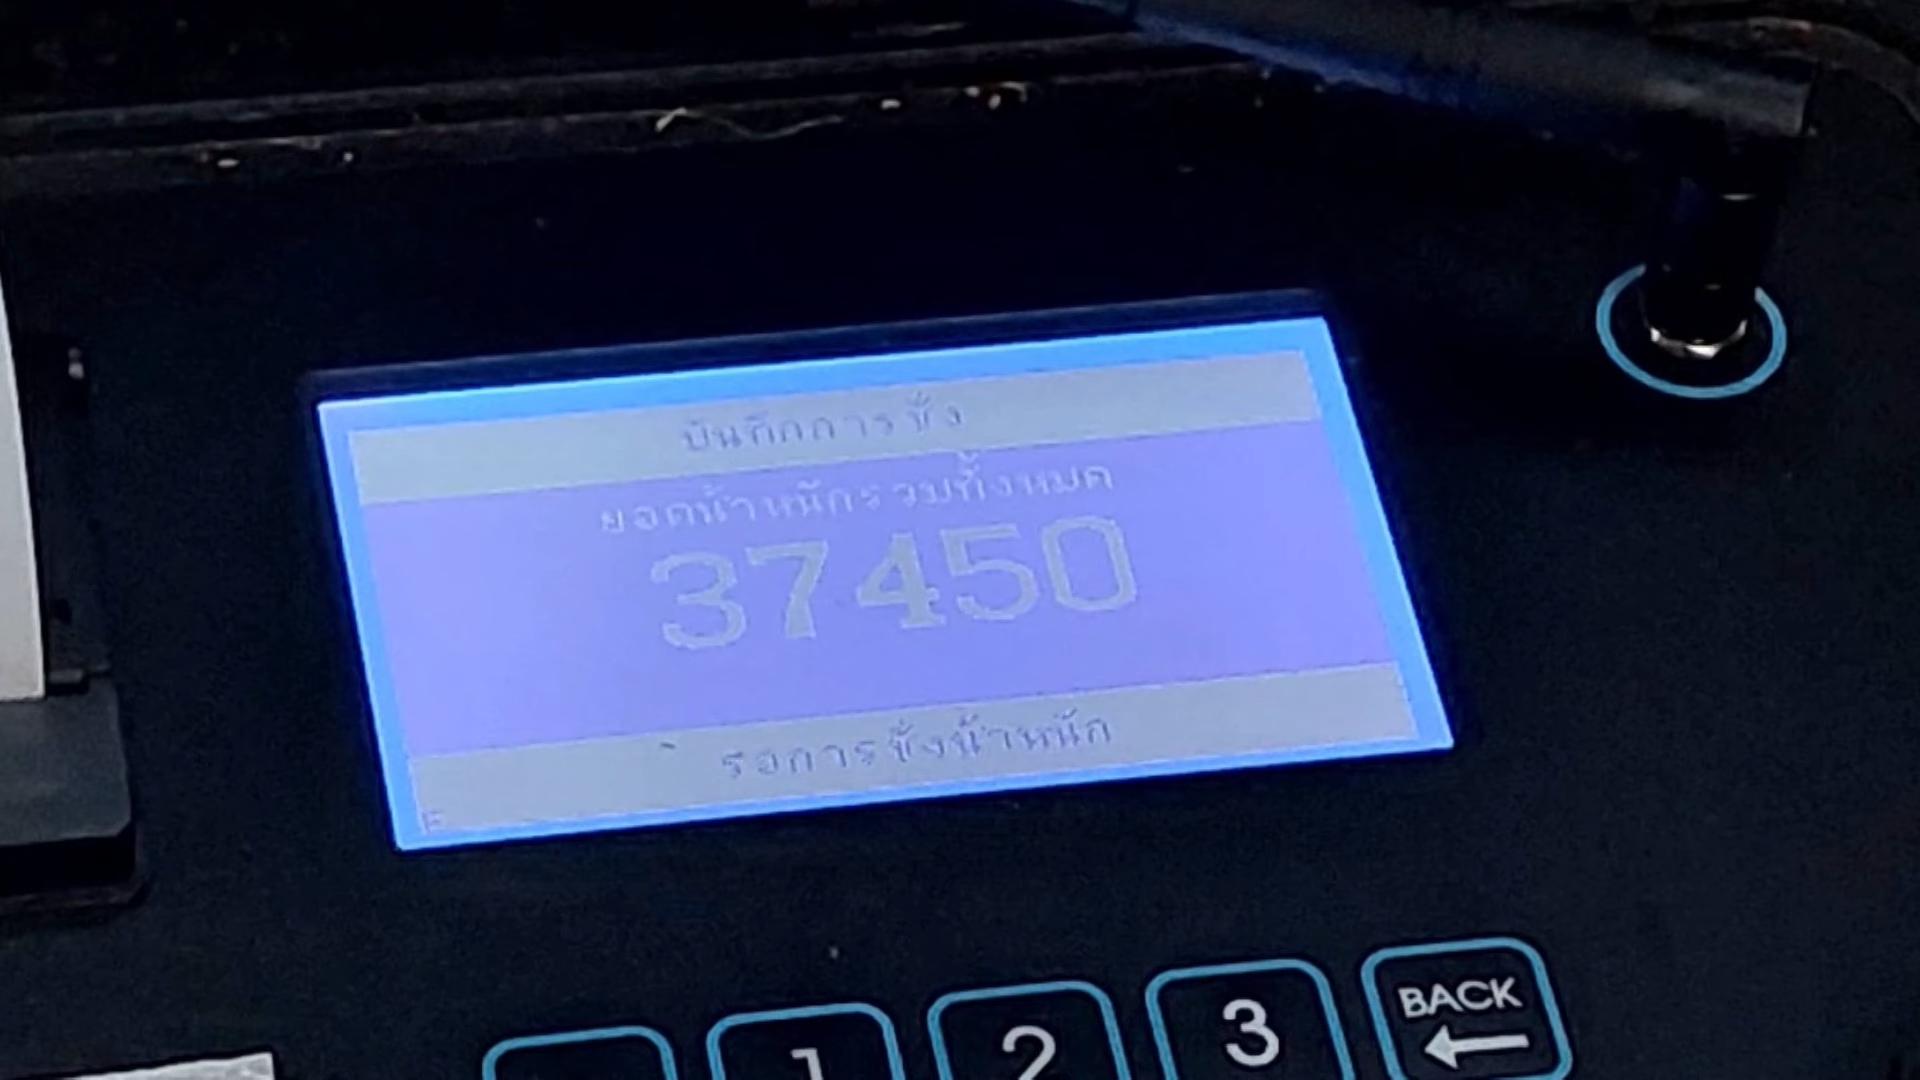 บันทึกการชั่ง
ยอดน้ำหนักรวมทั้งหมด
37450
รอการชั่งน้ำหนัก
1
2
3
BACK